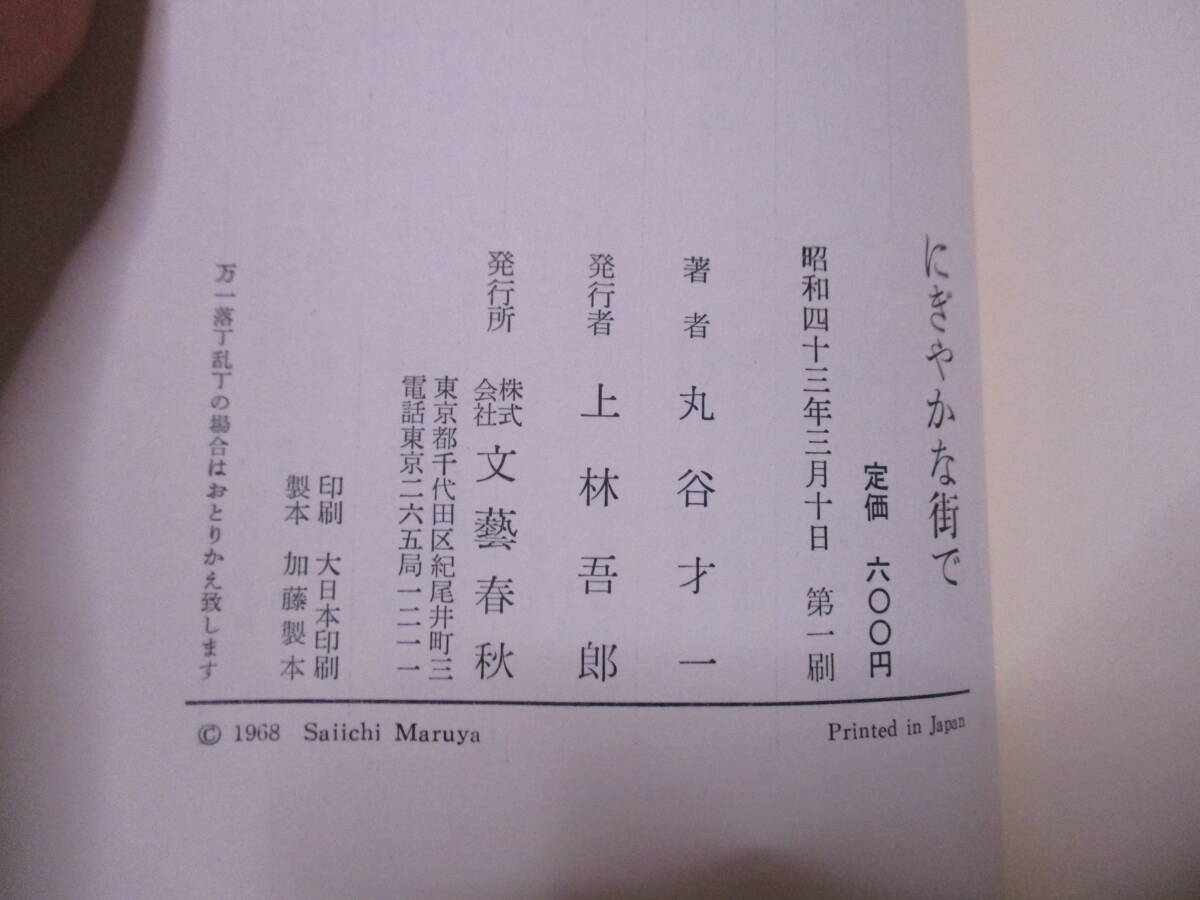 にぎやかな街で
定価 六〇〇円
昭和四十三年三月十日 第一刷
著者 丸谷才一
発行者 上林吾郎
発行所 株式会社 文藝春秋
東京都千代田区紀尾井町三
電話東京二六五局一二一一
印刷 大日本印刷
製本 加藤製本
万一落丁乱丁の場合はおとりかえ致します
© 1968 Saiichi Maruya
Printed in Japan